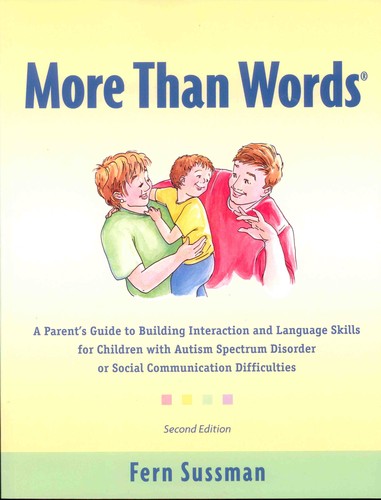 More Than Words®
A Parent's Guide to Building Interaction and Language Skills
for Children with Autism Spectrum Disorder
or Social Communication Difficulties
Second Edition
Fern Sussman